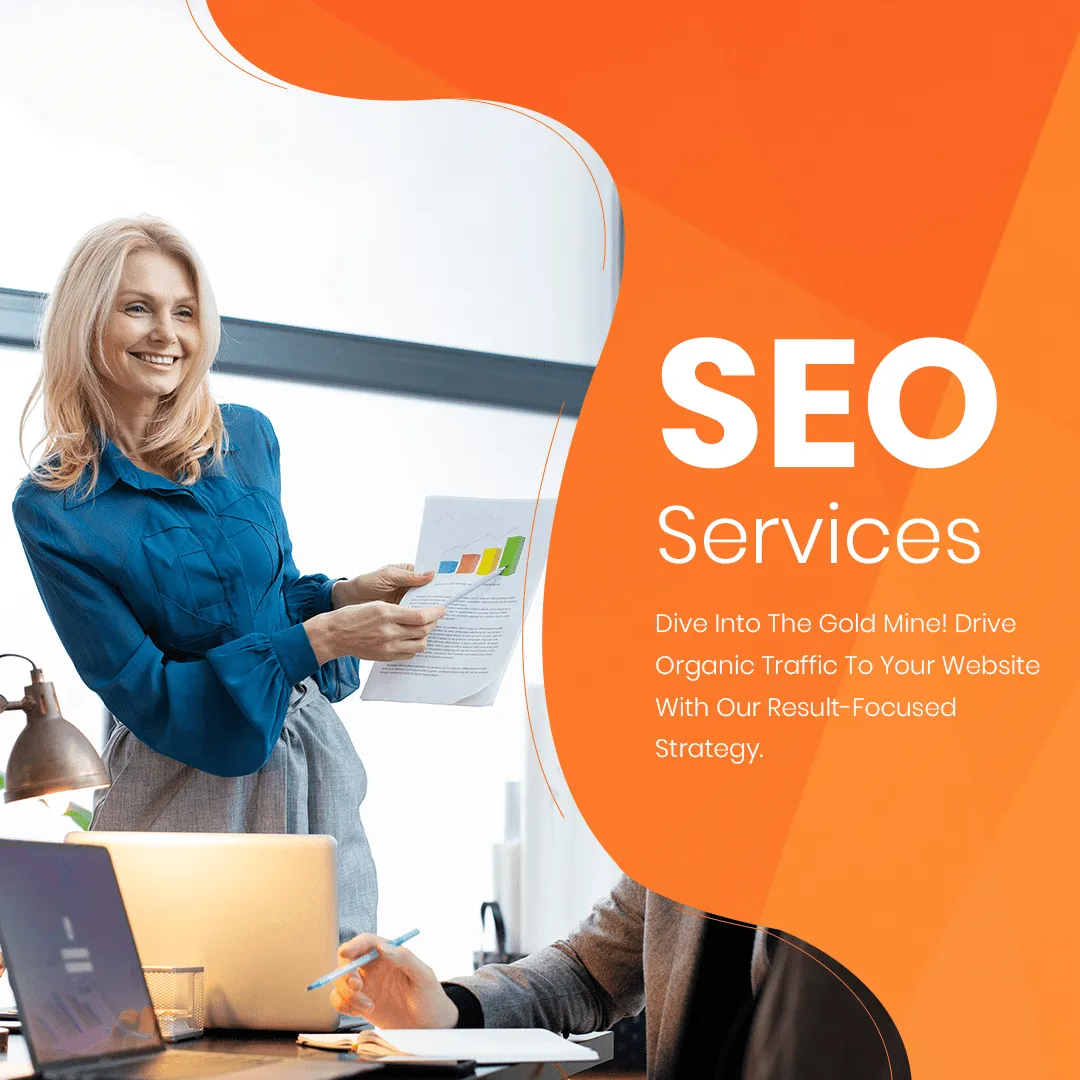 SEO
Services
Dive Into The Gold Mine! Drive
Organic Traffic To Your Website
With Our Result-Focused
Strategy.